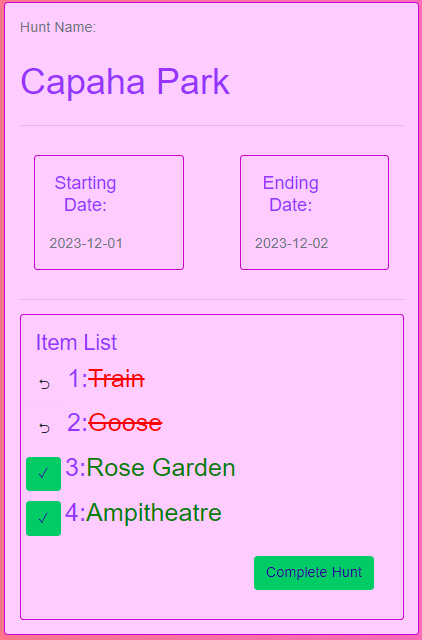 Hunt Name:
Capaha Park
Starting
Date:
2023-12-01
Ending
Date:
2023-12-02
Item List
1:Train
2:Goose
3:Rose Garden
4:Ampitheatre
Complete Hunt